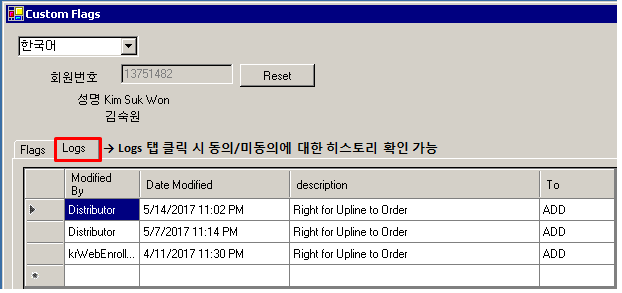 Custom Flags
한국어
회원번호 13751482 Reset
성명 Kim Suk Won
김숙원
Flags Logs → Logs 탭 클릭 시 동의/미동의에 대한 히스토리 확인 가능
Modified By Date Modified description To
Distributor 5/14/2017 11:02 PM Right for Upline to Order ADD
Distributor 5/7/2017 11:14 PM Right for Upline to Order ADD
krWebEnroll... 4/11/2017 11:30 PM Right for Upline to Order ADD
*